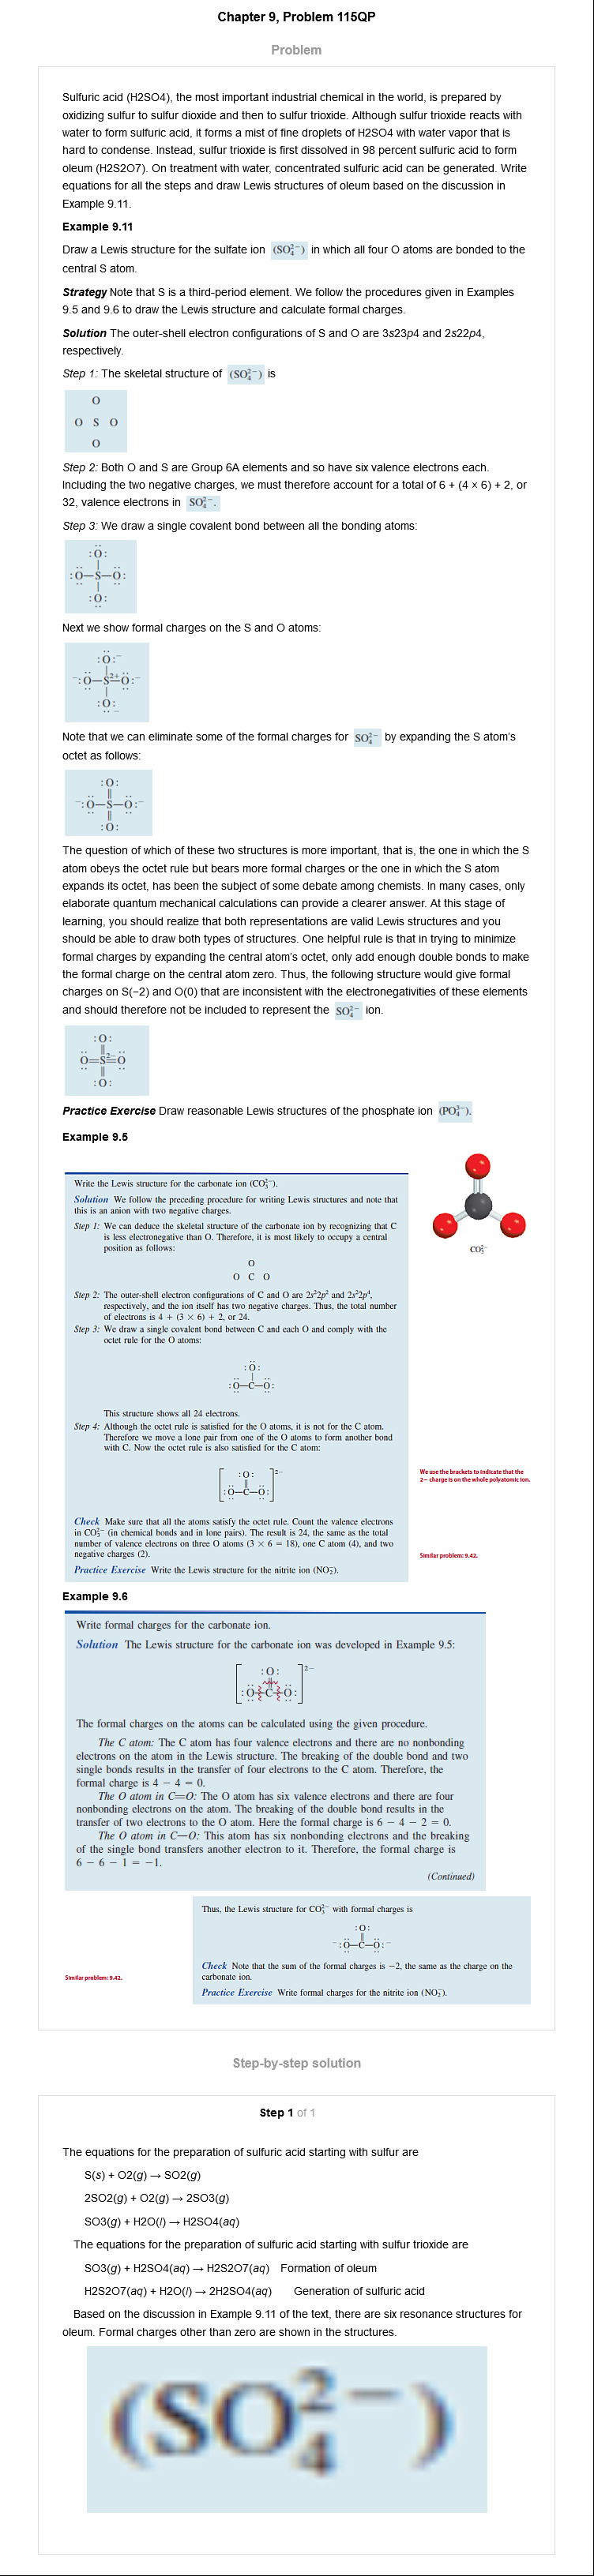 Chapter 9, Problem 115QP
Problem
Sulfuric acid (H2SO4), the most important industrial chemical in the world, is prepared by
oxidizing sulfur to sulfur dioxide and then to sulfur trioxide. Although sulfur trioxide reacts with
water to form sulfuric acid, it forms a mist of fine droplets of H2SO4 with water vapor that is
hard to condense. Instead, sulfur trioxide is first dissolved in 98 percent sulfuric acid to form
oleum (H2S2O7). On treatment with water, concentrated sulfuric acid can be generated. Write
equations for all the steps and draw Lewis structures of oleum based on the discussion in
Example 9.11.
Example 9.11
Draw a Lewis structure for the sulfate ion (SO₄²⁻) in which all four O atoms are bonded to the
central S atom.
Strategy Note that S is a third-period element. We follow the procedures given in Examples
9.5 and 9.6 to draw the Lewis structure and calculate formal charges.
Solution The outer-shell electron configurations of S and O are 3s23p4 and 2s22p4,
respectively.
Step 1: The skeletal structure of (SO₄²⁻) is
O
O S O
O
Step 2: Both O and S are Group 6A elements and so have six valence electrons each.
Including the two negative charges, we must therefore account for a total of 6 + (4 × 6) + 2, or
32, valence electrons in SO₄²⁻.
Step 3: We draw a single covalent bond between all the bonding atoms:
:O:
:O—S—O:
:O:
Next we show formal charges on the S and O atoms:
:O:⁻
⁻:O—S²⁺—O:⁻
:O:⁻
Note that we can eliminate some of the formal charges for SO₄²⁻ by expanding the S atom's
octet as follows:
:O:
⁻:O—S—O:⁻
:O:
The question of which of these two structures is more important, that is, the one in which the S
atom obeys the octet rule but bears more formal charges or the one in which the S atom
expands its octet, has been the subject of some debate among chemists. In many cases, only
elaborate quantum mechanical calculations can provide a clearer answer. At this stage of
learning, you should realize that both representations are valid Lewis structures and you
should be able to draw both types of structures. One helpful rule is that in trying to minimize
formal charges by expanding the central atom's octet, only add enough double bonds to make
the formal charge on the central atom zero. Thus, the following structure would give formal
charges on S(−2) and O(0) that are inconsistent with the electronegativities of these elements
and should therefore not be included to represent the SO₄²⁻ ion.
:O:
O=S²⁻=O
:O:
Practice Exercise Draw reasonable Lewis structures of the phosphate ion (PO₄³⁻).
Example 9.5
Write the Lewis structure for the carbonate ion (CO₃²⁻).
Solution We follow the preceding procedure for writing Lewis structures and note that
this is an anion with two negative charges.
Step 1: We can deduce the skeletal structure of the carbonate ion by recognizing that C
is less electronegative than O. Therefore, it is most likely to occupy a central
position as follows:
CO₃²⁻
O
O C O
Step 2: The outer-shell electron configurations of C and O are 2s²2p² and 2s²2p⁴,
respectively, and the ion itself has two negative charges. Thus, the total number
of electrons is 4 + (3 × 6) + 2, or 24.
Step 3: We draw a single covalent bond between C and each O and comply with the
octet rule for the O atoms:
:O:
:O—C—O:
This structure shows all 24 electrons.
Step 4: Although the octet rule is satisfied for the O atoms, it is not for the C atom.
Therefore we move a lone pair from one of the O atoms to form another bond
with C. Now the octet rule is also satisfied for the C atom:
:O: 2−
:O—C—O:
We use the brackets to indicate that the
2− charge is on the whole polyatomic ion.
Check Make sure that all the atoms satisfy the octet rule. Count the valence electrons
in CO₃²⁻ (in chemical bonds and in lone pairs). The result is 24, the same as the total
number of valence electrons on three O atoms (3 × 6 = 18), one C atom (4), and two
negative charges (2).
Similar problem: 9.42.
Practice Exercise Write the Lewis structure for the nitrite ion (NO₂⁻).
Example 9.6
Write formal charges for the carbonate ion.
Solution The Lewis structure for the carbonate ion was developed in Example 9.5:
:O: 2−
:O—C—O:
The formal charges on the atoms can be calculated using the given procedure.
The C atom: The C atom has four valence electrons and there are no nonbonding
electrons on the atom in the Lewis structure. The breaking of the double bond and two
single bonds results in the transfer of four electrons to the C atom. Therefore, the
formal charge is 4 − 4 = 0.
The O atom in C=O: The O atom has six valence electrons and there are four
nonbonding electrons on the atom. The breaking of the double bond results in the
transfer of two electrons to the O atom. Here the formal charge is 6 − 4 − 2 = 0.
The O atom in C—O: This atom has six nonbonding electrons and the breaking
of the single bond transfers another electron to it. Therefore, the formal charge is
6 − 6 − 1 = −1.
(Continued)
Thus, the Lewis structure for CO₃²⁻ with formal charges is
:O:
⁻:O—C—O:⁻
Check Note that the sum of the formal charges is −2, the same as the charge on the
carbonate ion.
Similar problem: 9.42.
Practice Exercise Write formal charges for the nitrite ion (NO₂⁻).
Step-by-step solution
Step 1 of 1
The equations for the preparation of sulfuric acid starting with sulfur are
S(s) + O2(g) → SO2(g)
2SO2(g) + O2(g) → 2SO3(g)
SO3(g) + H2O(l) → H2SO4(aq)
The equations for the preparation of sulfuric acid starting with sulfur trioxide are
SO3(g) + H2SO4(aq) → H2S2O7(aq) Formation of oleum
H2S2O7(aq) + H2O(l) → 2H2SO4(aq) Generation of sulfuric acid
Based on the discussion in Example 9.11 of the text, there are six resonance structures for
oleum. Formal charges other than zero are shown in the structures.
(SO₄²⁻)